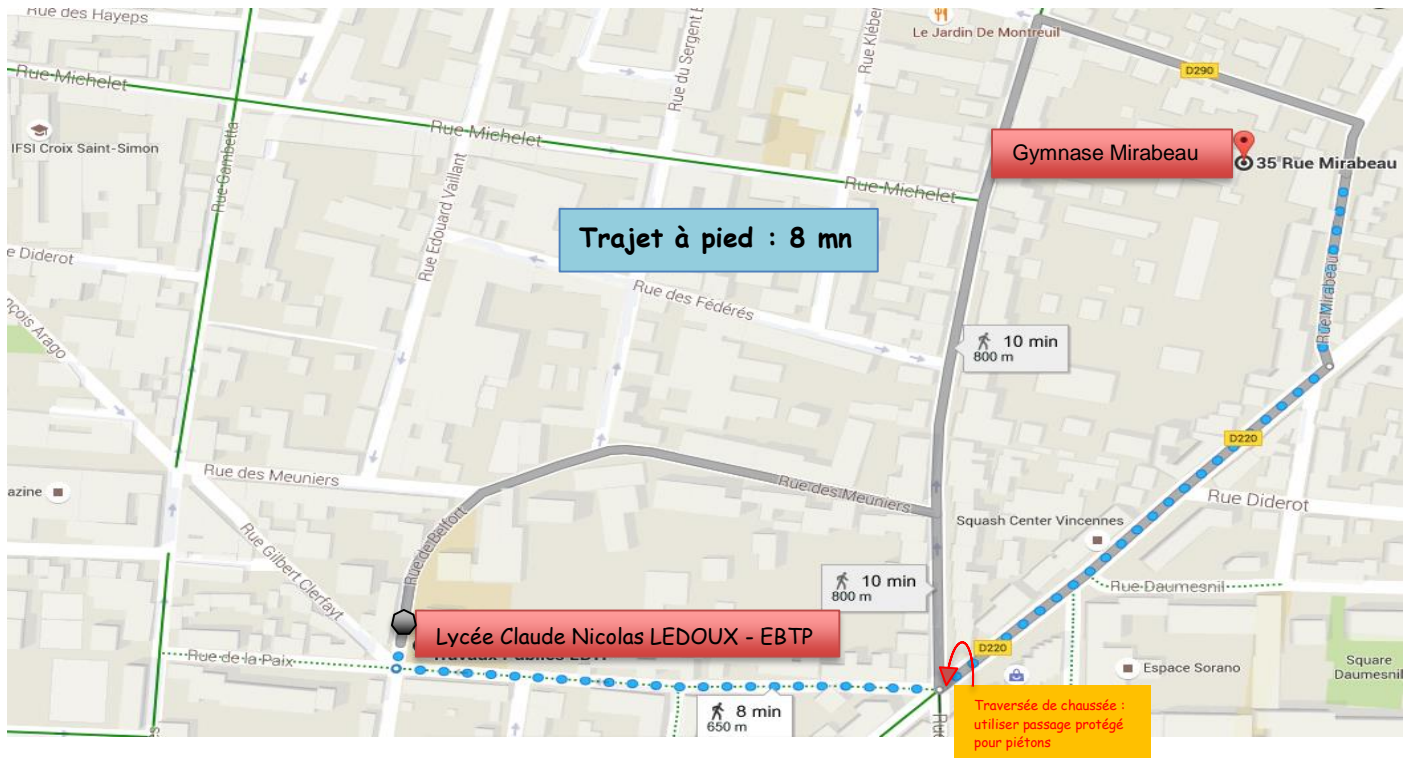 Rue des Hayeps
Le Jardin De Montreuil
Rue du Sergent B
Rue Kléber
D290
Rue Michelet
Rue Michelet
Rue Michelet
IFSI Croix Saint-Simon
Rue Gambetta
Rue Edouard Vaillant
Gymnase Mirabeau
35 Rue Mirabeau
Trajet à pied : 8 mn
e Diderot
nçois Arago
Rue des Fédérés
Rue Mirabeau
10 min
800 m
D220
Rue des Meuniers
Rue des Meuniers
azine
Rue Diderot
Squash Center Vincennes
Rue de Belfort
Rue Gilbert Clerfayt
10 min
800 m
Rue Daumesnil
Lycée Claude Nicolas LEDOUX - EBTP
Travaux Publics EBTP
Rue de la Paix
D220
Espace Sorano
Square
Daumesnil
8 min
650 m
Rue
Traversée de chaussée :
utiliser passage protégé
pour piétons